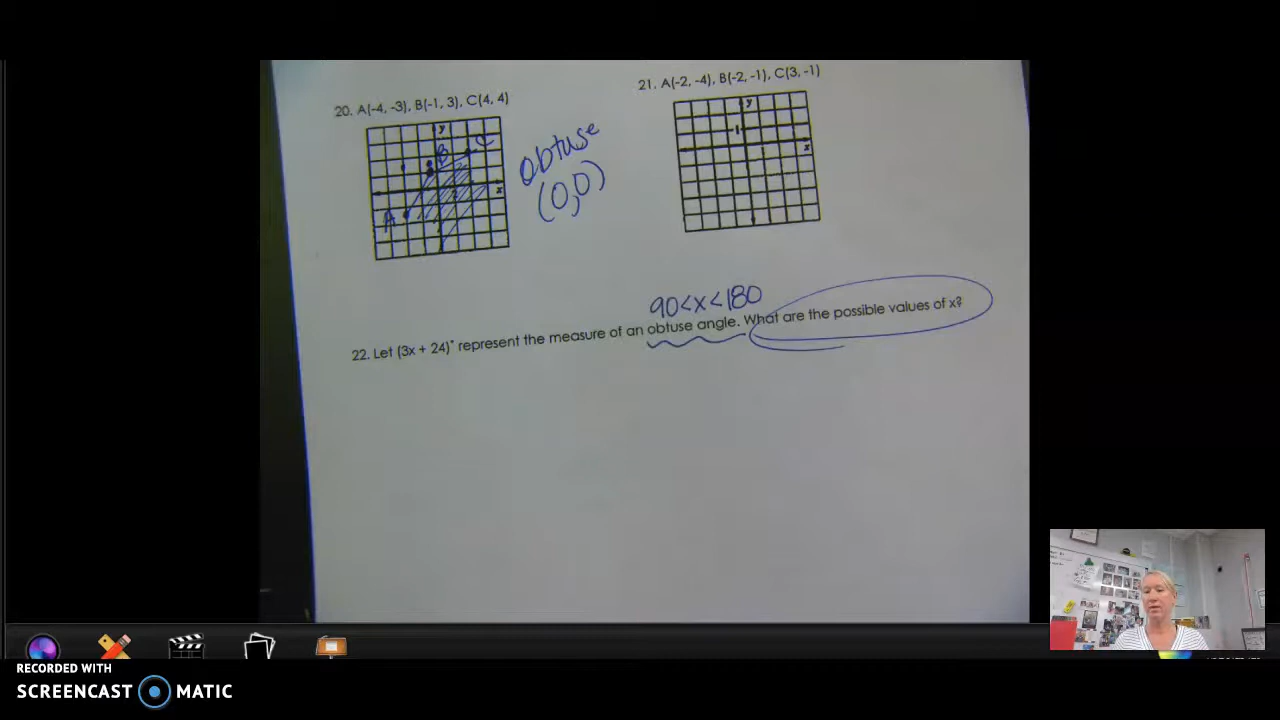 20. A(-4, -3), B(-1, 3), C(4, 4)
21. A(-2, -4), B(-2, -1), C(3, -1)
y
B
C
x
A
obtuse
(0,0)
y
1
x
90<x<180
22. Let (3x + 24)° represent the measure of an obtuse angle. What are the possible values of x?
RECORDED WITH
SCREENCAST MATIC